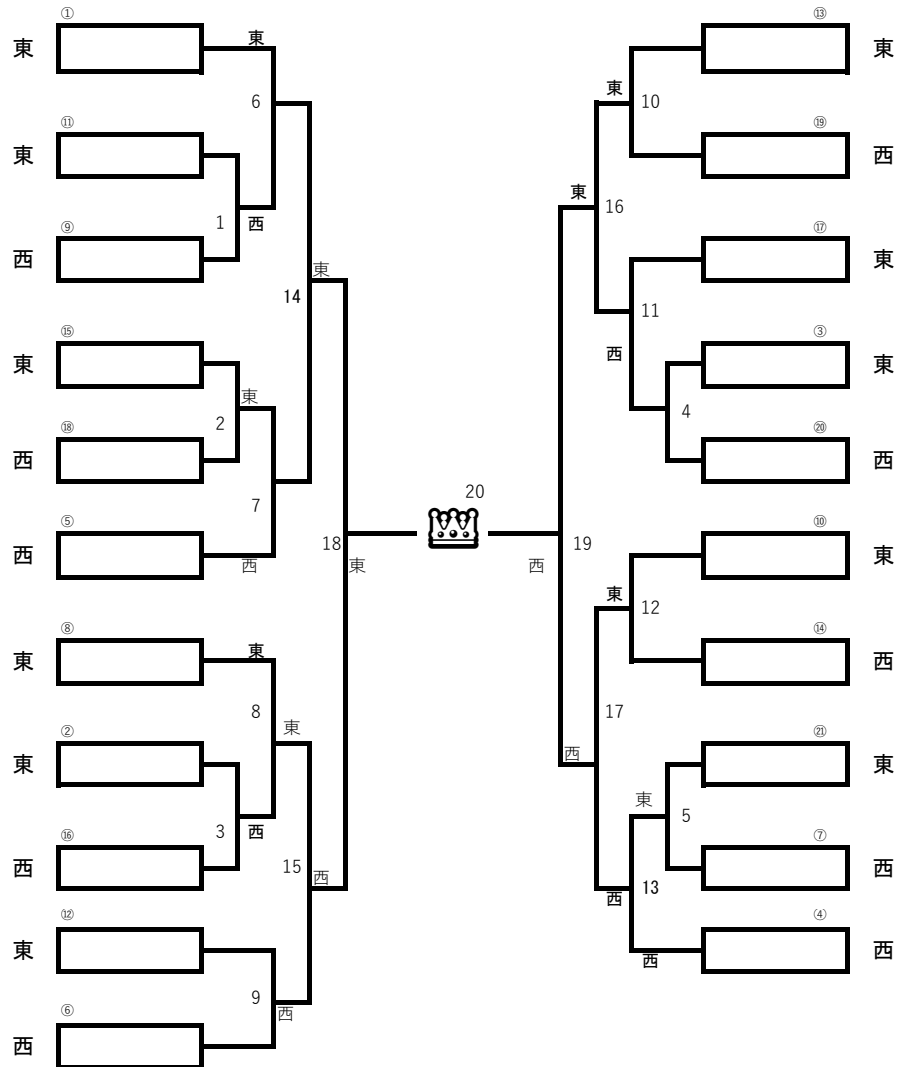 ① ⑬
東 東 東
6 東 10
⑪ ⑲
東 西
東 16
1 西
⑨ ⑰
西 東
東
14 11
⑮ ③
東 西 東
東
2 4
⑱ ⑳
西 西
20
7
⑤ ⑩
18 19
西 西 東 西 東
東 12
⑧ ⑭
東 東 西
8 17
東
② 西 ㉑
東 東
東
5
3 西
⑯ ⑦
15
西 西 西
13
西
⑫ ④
東 西
西
9
⑥ 西
西